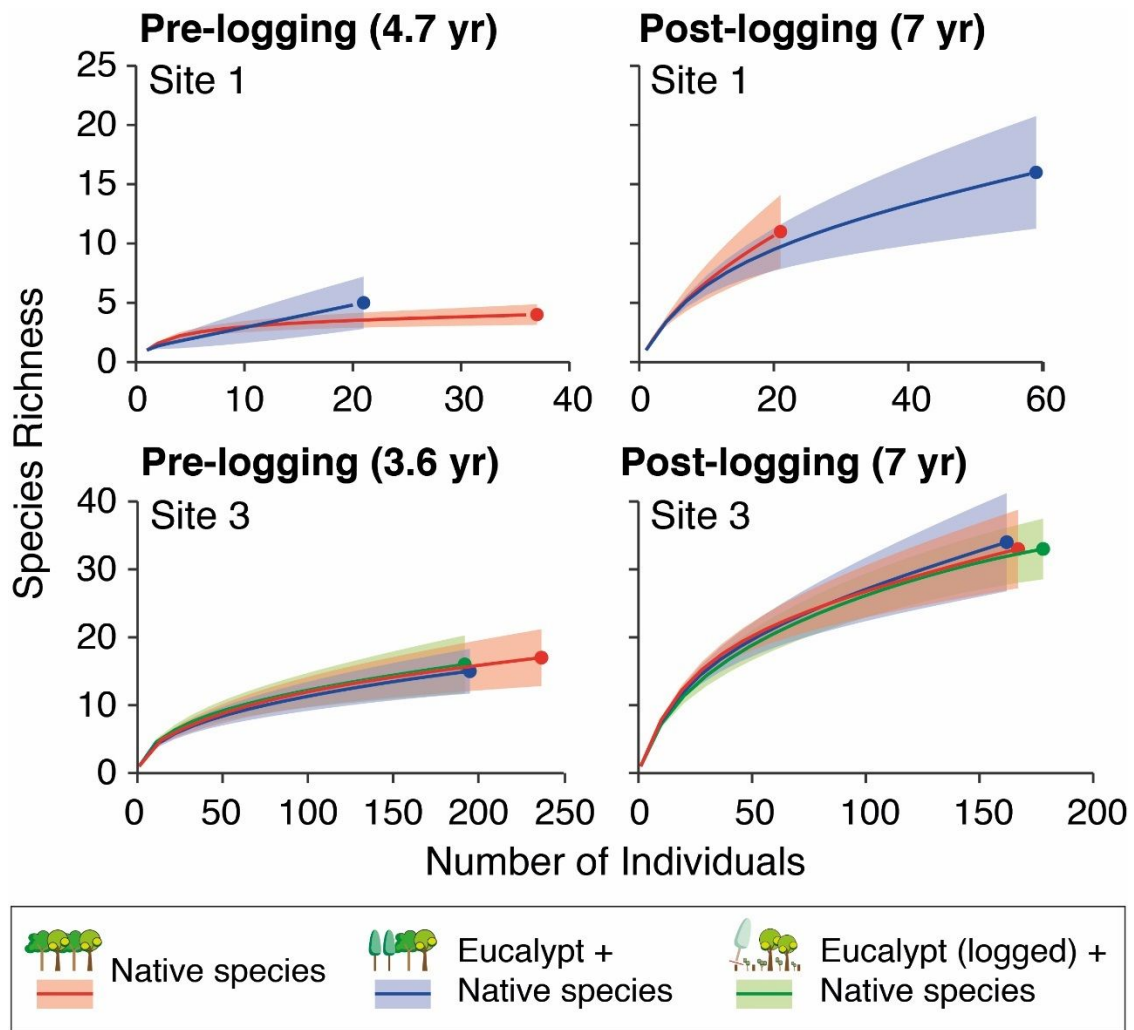 Pre-logging (4.7 yr)
Post-logging (7 yr)
Site 1
Site 1
25
20
15
10
5
0
0 10 20 30 40
0 20 40 60
Species Richness
Pre-logging (3.6 yr)
Post-logging (7 yr)
Site 3
Site 3
40
30
20
10
0
0 50 100 150 200 250
0 50 100 150 200
Number of Individuals
Native species
Eucalypt +
Native species
Eucalypt (logged) +
Native species